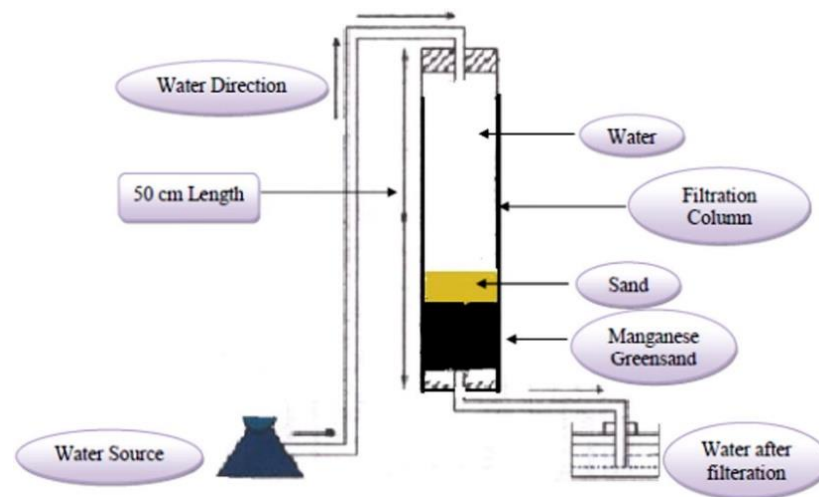 Water Direction
Water
50 cm Length
Filtration
Column
Sand
Manganese
Greensand
Water Source
Water after
filteration